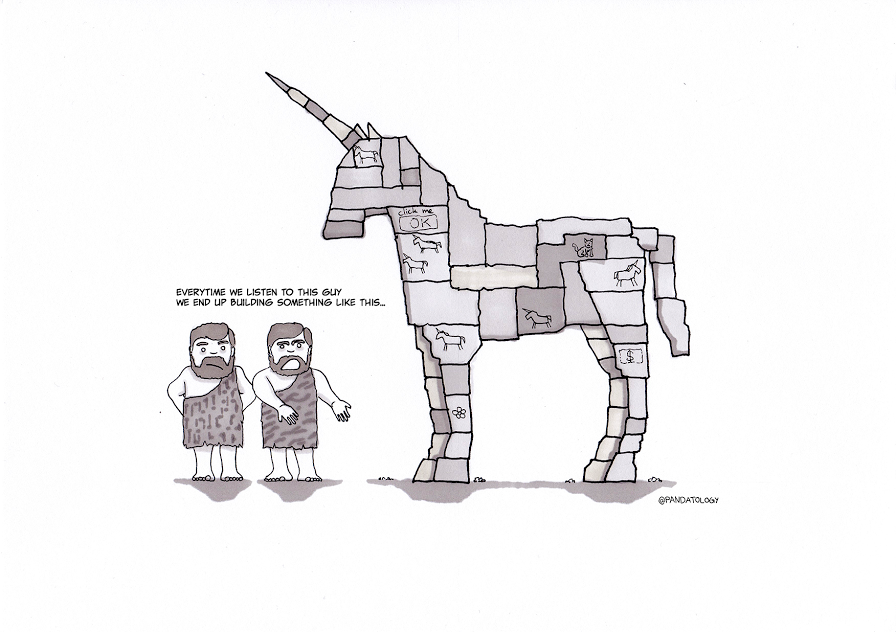 click me
OK
EVERYTIME WE LISTEN TO THIS GUY
WE END UP BUILDING SOMETHING LIKE THIS...
$
@PANDATOLOGY